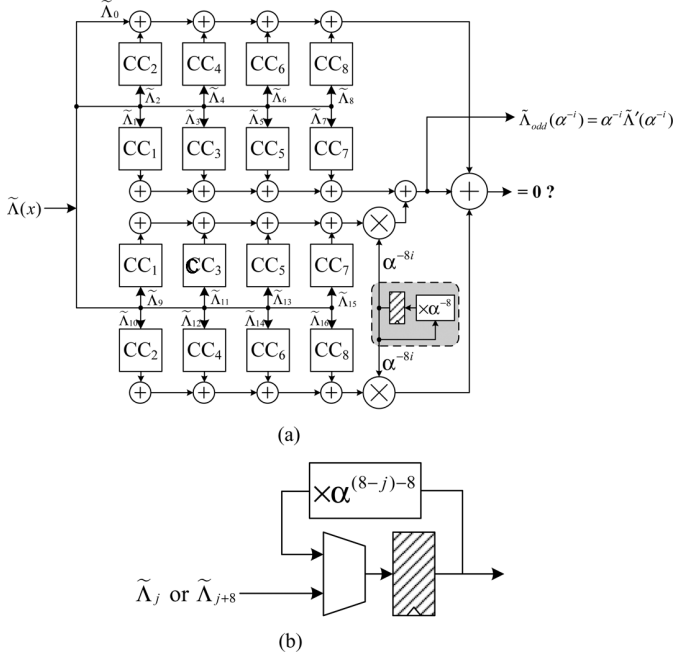 Λ̃₀
CC₂ CC₄ CC₆ CC₈
Λ̃₂ Λ̃₄ Λ̃₆ Λ̃₈
Λ̃₁ Λ̃₃ Λ̃₅ Λ̃₇
Λ̃ₒdd(α⁻ⁱ) = α⁻ⁱΛ̃′(α⁻ⁱ)
CC₁ CC₃ CC₅ CC₇
= 0 ?
Λ̃(x)
α⁻⁸ⁱ
CC₁ CC₃ CC₅ CC₇
Λ̃₉ Λ̃₁₁ Λ̃₁₃ Λ̃₁₅
×α⁻⁸
Λ̃₁₀ Λ̃₁₂ Λ̃₁₄ Λ̃₁₆
CC₂ CC₄ CC₆ CC₈
α⁻⁸ⁱ
(a)
×α⁽⁸⁻ʲ⁾⁻⁸
Λ̃ⱼ or Λ̃ⱼ₊₈
(b)